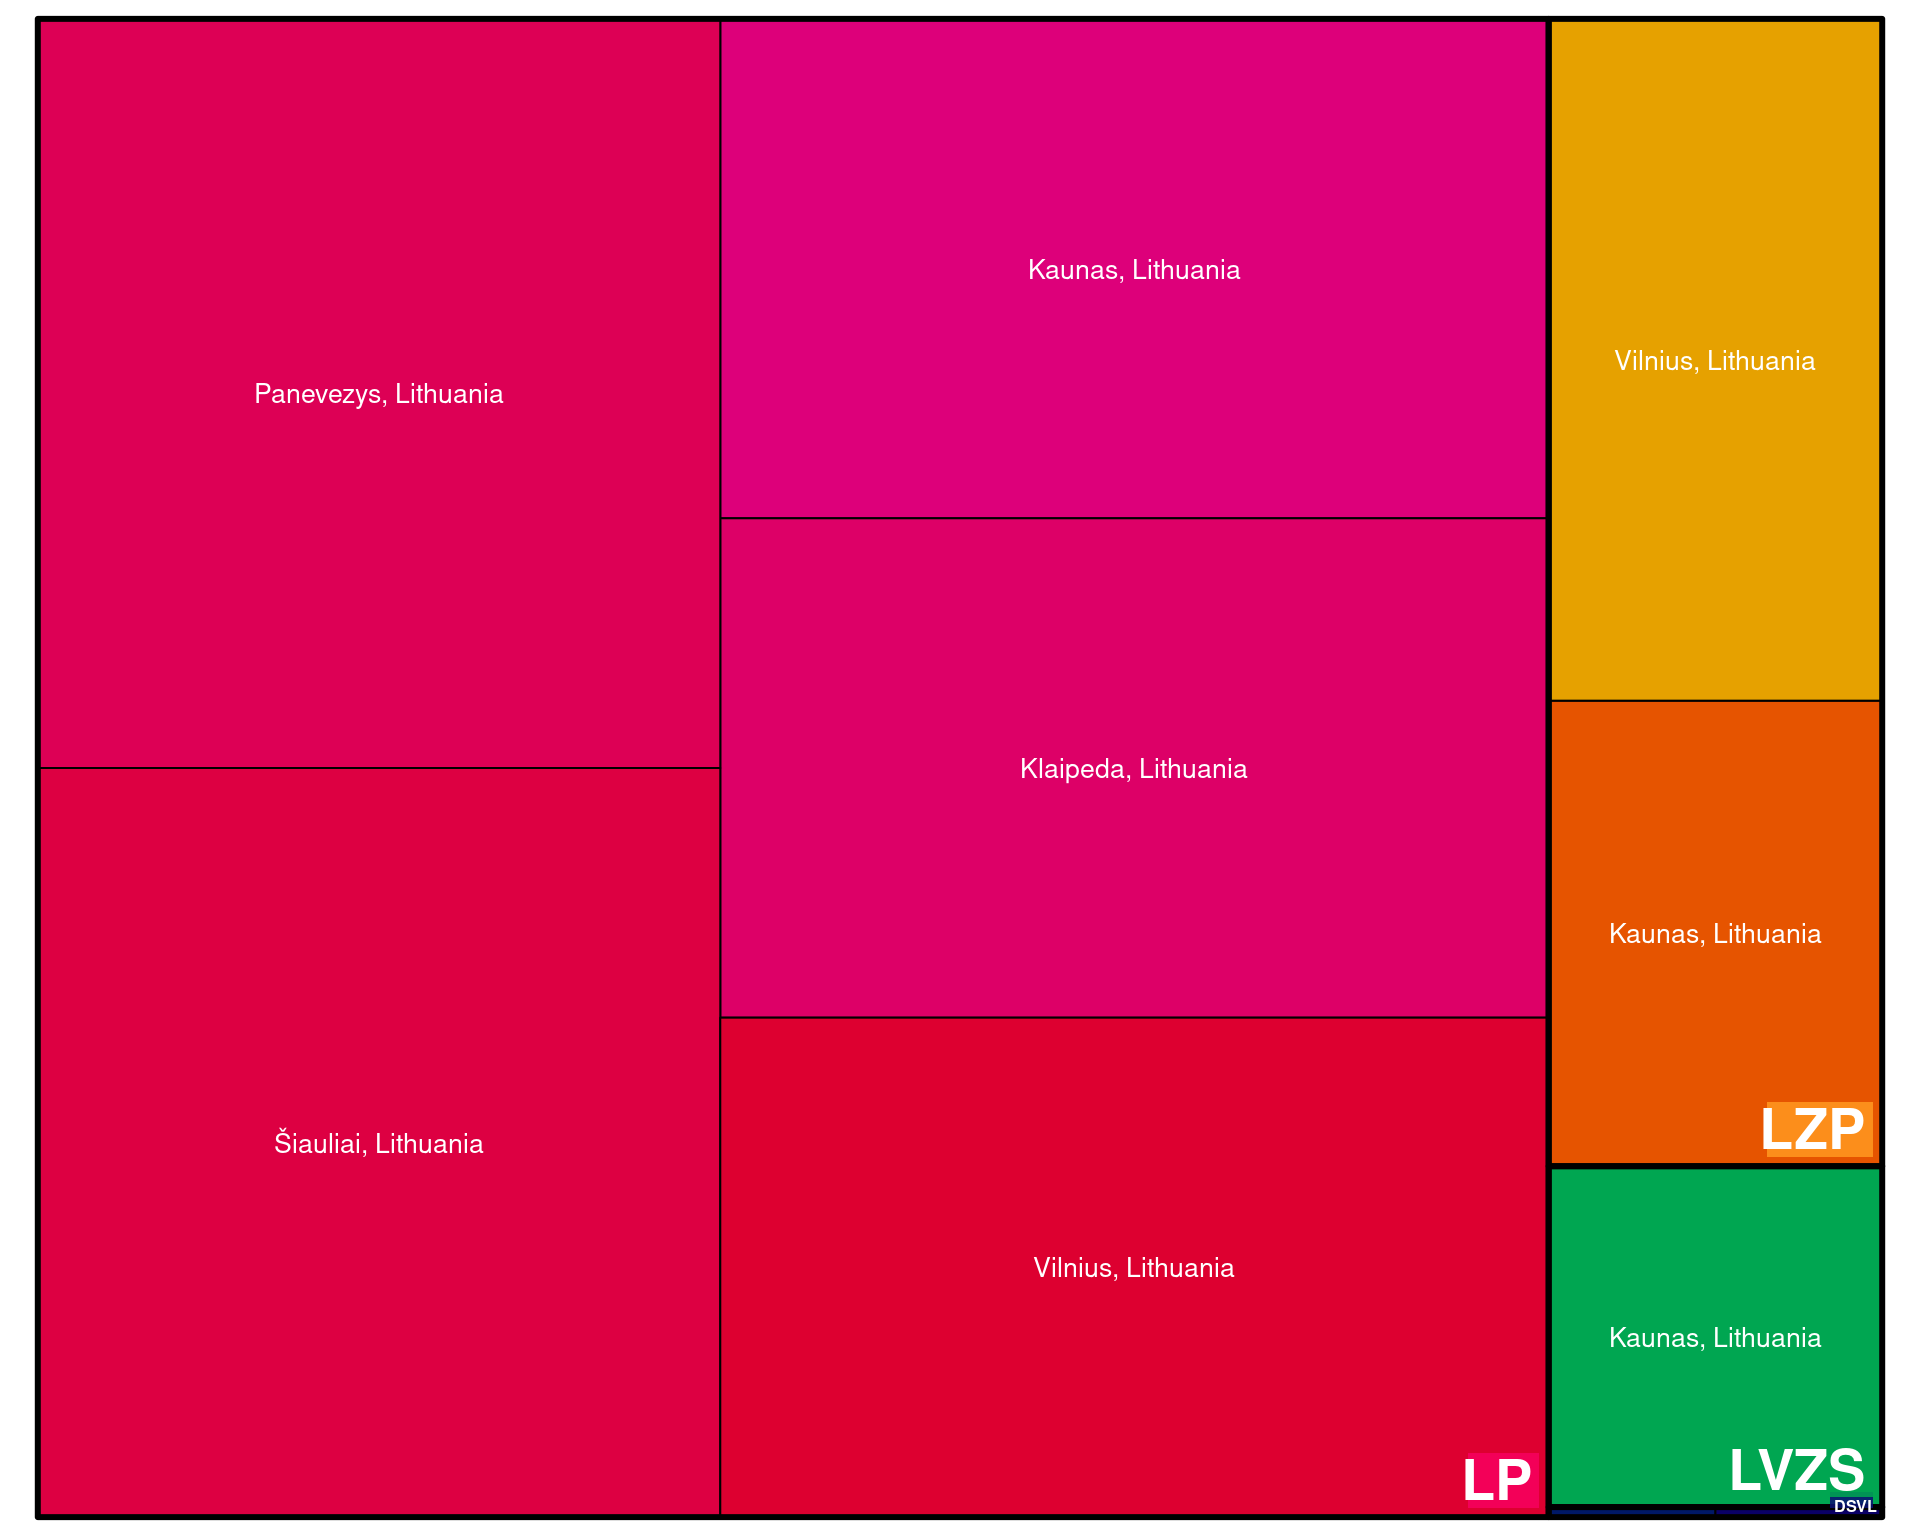 Panevezys, Lithuania
Šiauliai, Lithuania
Kaunas, Lithuania
Klaipeda, Lithuania
Vilnius, Lithuania
LP
Vilnius, Lithuania
Kaunas, Lithuania
LZP
Kaunas, Lithuania
LVZS
DSVL